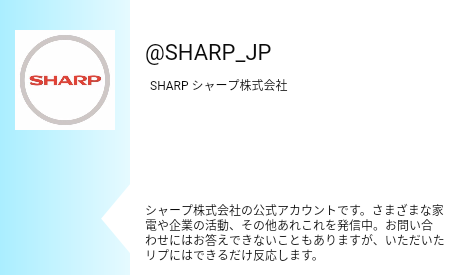 SHARP
@SHARP_JP
SHARP シャープ株式会社
シャープ株式会社の公式アカウントです。さまざまな家
電や企業の活動、その他あれこれを発信中。お問い合
わせにはお答えできないこともありますが、いただいた
リプにはできるだけ反応します。